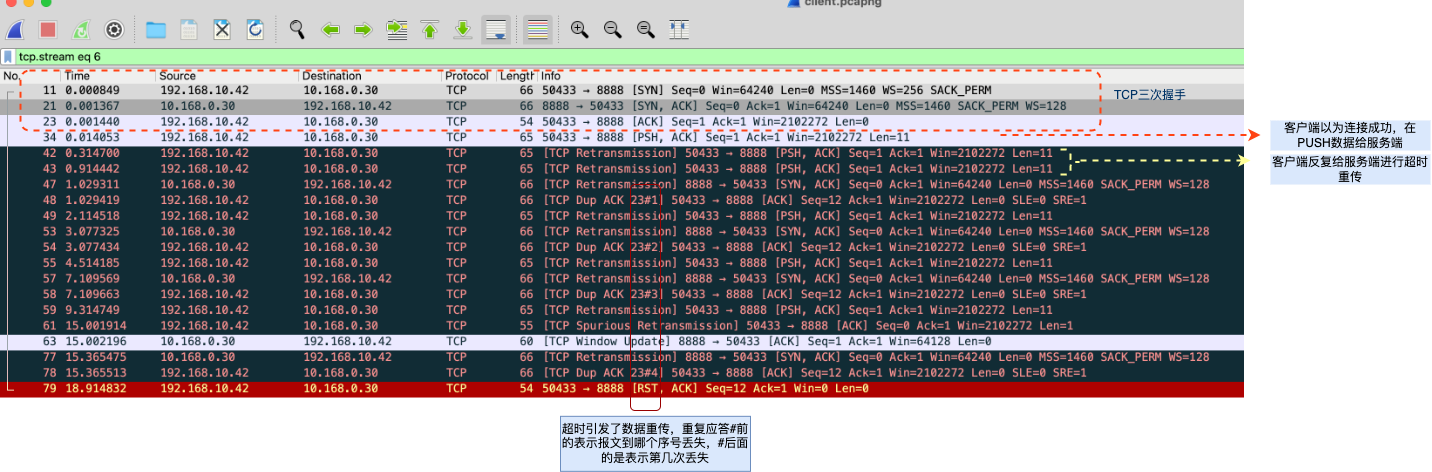 client.pcapng
tcp.stream eq 6
No. Time Source Destination Protocol Length Info
11 0.000849 192.168.10.42 10.168.0.30 TCP 66 50433 → 8888 [SYN] Seq=0 Win=64240 Len=0 MSS=1460 WS=256 SACK_PERM
TCP三次握手
21 0.001367 10.168.0.30 192.168.10.42 TCP 66 8888 → 50433 [SYN, ACK] Seq=0 Ack=1 Win=64240 Len=0 MSS=1460 SACK_PERM WS=128
23 0.001440 192.168.10.42 10.168.0.30 TCP 54 50433 → 8888 [ACK] Seq=1 Ack=1 Win=2102272 Len=0
34 0.014053 192.168.10.42 10.168.0.30 TCP 65 50433 → 8888 [PSH, ACK] Seq=1 Ack=1 Win=2102272 Len=11
客户端以为连接成功，在
PUSH数据给服务端
42 0.314700 192.168.10.42 10.168.0.30 TCP 65 [TCP Retransmission] 50433 → 8888 [PSH, ACK] Seq=1 Ack=1 Win=2102272 Len=11
43 0.914442 192.168.10.42 10.168.0.30 TCP 65 [TCP Retransmission] 50433 → 8888 [PSH, ACK] Seq=1 Ack=1 Win=2102272 Len=11
客户端反复给服务端进行超时
重传
47 1.029311 10.168.0.30 192.168.10.42 TCP 66 [TCP Retransmission] 8888 → 50433 [SYN, ACK] Seq=0 Ack=1 Win=64240 Len=0 MSS=1460 SACK_PERM WS=128
48 1.029419 192.168.10.42 10.168.0.30 TCP 66 [TCP Dup ACK 23#1] 50433 → 8888 [ACK] Seq=12 Ack=1 Win=2102272 Len=0 SLE=0 SRE=1
49 2.114518 192.168.10.42 10.168.0.30 TCP 65 [TCP Retransmission] 50433 → 8888 [PSH, ACK] Seq=1 Ack=1 Win=2102272 Len=11
53 3.077325 10.168.0.30 192.168.10.42 TCP 66 [TCP Retransmission] 8888 → 50433 [SYN, ACK] Seq=0 Ack=1 Win=64240 Len=0 MSS=1460 SACK_PERM WS=128
54 3.077434 192.168.10.42 10.168.0.30 TCP 66 [TCP Dup ACK 23#2] 50433 → 8888 [ACK] Seq=12 Ack=1 Win=2102272 Len=0 SLE=0 SRE=1
55 4.514185 192.168.10.42 10.168.0.30 TCP 65 [TCP Retransmission] 50433 → 8888 [PSH, ACK] Seq=1 Ack=1 Win=2102272 Len=11
57 7.109569 10.168.0.30 192.168.10.42 TCP 66 [TCP Retransmission] 8888 → 50433 [SYN, ACK] Seq=0 Ack=1 Win=64240 Len=0 MSS=1460 SACK_PERM WS=128
58 7.109663 192.168.10.42 10.168.0.30 TCP 66 [TCP Dup ACK 23#3] 50433 → 8888 [ACK] Seq=12 Ack=1 Win=2102272 Len=0 SLE=0 SRE=1
59 9.314749 192.168.10.42 10.168.0.30 TCP 65 [TCP Retransmission] 50433 → 8888 [PSH, ACK] Seq=1 Ack=1 Win=2102272 Len=11
61 15.001914 192.168.10.42 10.168.0.30 TCP 55 [TCP Spurious Retransmission] 50433 → 8888 [ACK] Seq=0 Ack=1 Win=2102272 Len=1
63 15.002196 10.168.0.30 192.168.10.42 TCP 60 [TCP Window Update] 8888 → 50433 [ACK] Seq=1 Ack=1 Win=64128 Len=0
77 15.365475 10.168.0.30 192.168.10.42 TCP 66 [TCP Retransmission] 8888 → 50433 [SYN, ACK] Seq=0 Ack=1 Win=64240 Len=0 MSS=1460 SACK_PERM WS=128
78 15.365513 192.168.10.42 10.168.0.30 TCP 66 [TCP Dup ACK 23#4] 50433 → 8888 [ACK] Seq=12 Ack=1 Win=2102272 Len=0 SLE=0 SRE=1
79 18.914832 192.168.10.42 10.168.0.30 TCP 54 50433 → 8888 [RST, ACK] Seq=12 Ack=1 Win=0 Len=0
超时引发了数据重传，重复应答#前
的表示报文到哪个序号丢失，#后面
的是表示第几次丢失